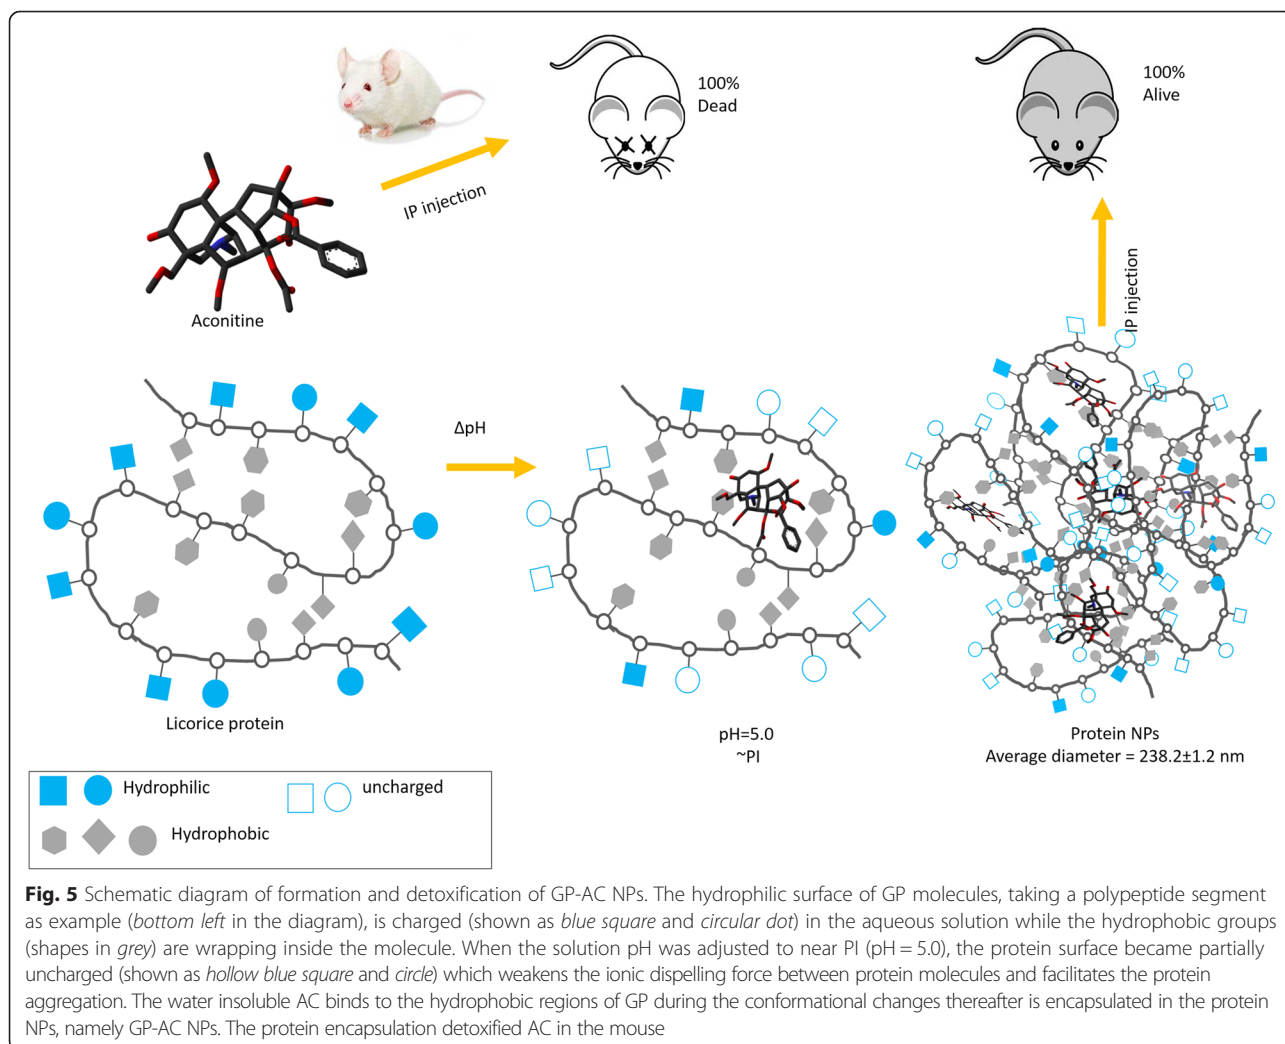 100%
Dead
100%
Alive
IP injection
Aconitine
IP injection
ΔpH
Licorice protein
pH=5.0
~PI
Protein NPs
Average diameter = 238.2±1.2 nm
Hydrophilic
uncharged
Hydrophobic
Fig. 5 Schematic diagram of formation and detoxification of GP-AC NPs. The hydrophilic surface of GP molecules, taking a polypeptide segment
as example (bottom left in the diagram), is charged (shown as blue square and circular dot) in the aqueous solution while the hydrophobic groups
(shapes in grey) are wrapping inside the molecule. When the solution pH was adjusted to near PI (pH = 5.0), the protein surface became partially
uncharged (shown as hollow blue square and circle) which weakens the ionic dispelling force between protein molecules and facilitates the protein
aggregation. The water insoluble AC binds to the hydrophobic regions of GP during the conformational changes thereafter is encapsulated in the protein
NPs, namely GP-AC NPs. The protein encapsulation detoxified AC in the mouse